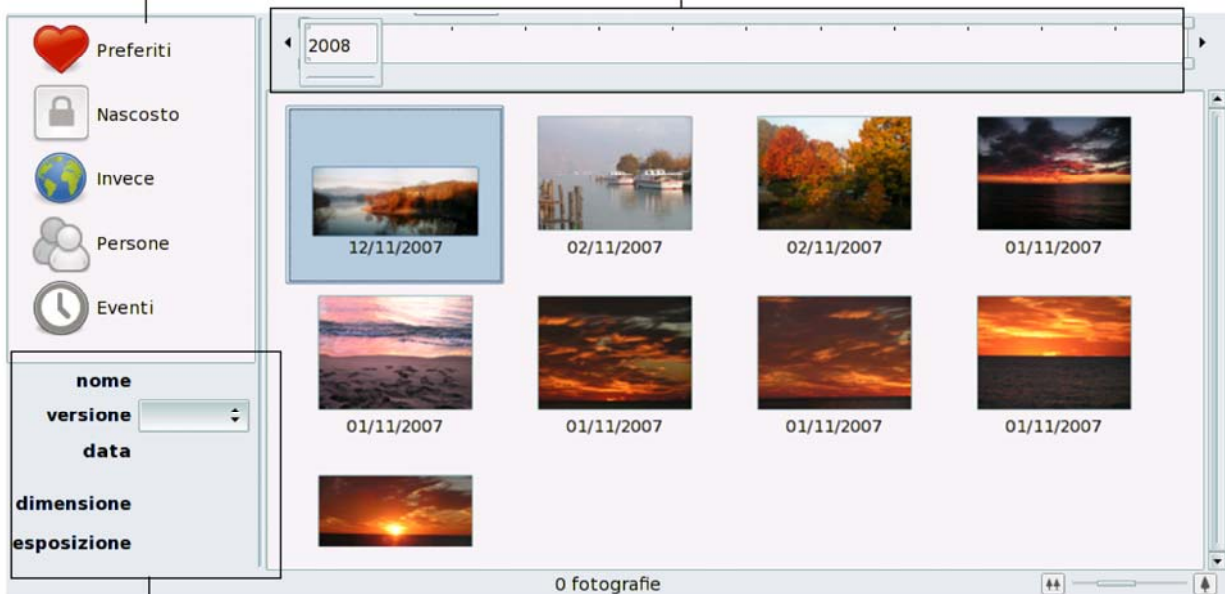 Preferiti
Nascosto
Invece
Persone
Eventi
nome
versione
data
dimensione
esposizione
2008
12/11/2007
02/11/2007
02/11/2007
01/11/2007
01/11/2007
01/11/2007
01/11/2007
01/11/2007
0 fotografie